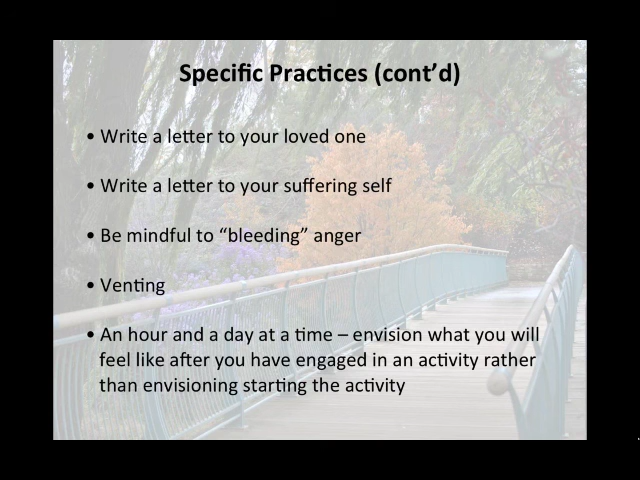 Specific Practices (cont’d)
• Write a letter to your loved one
• Write a letter to your suffering self
• Be mindful to “bleeding” anger
• Venting
• An hour and a day at a time – envision what you will
feel like after you have engaged in an activity rather
than envisioning starting the activity